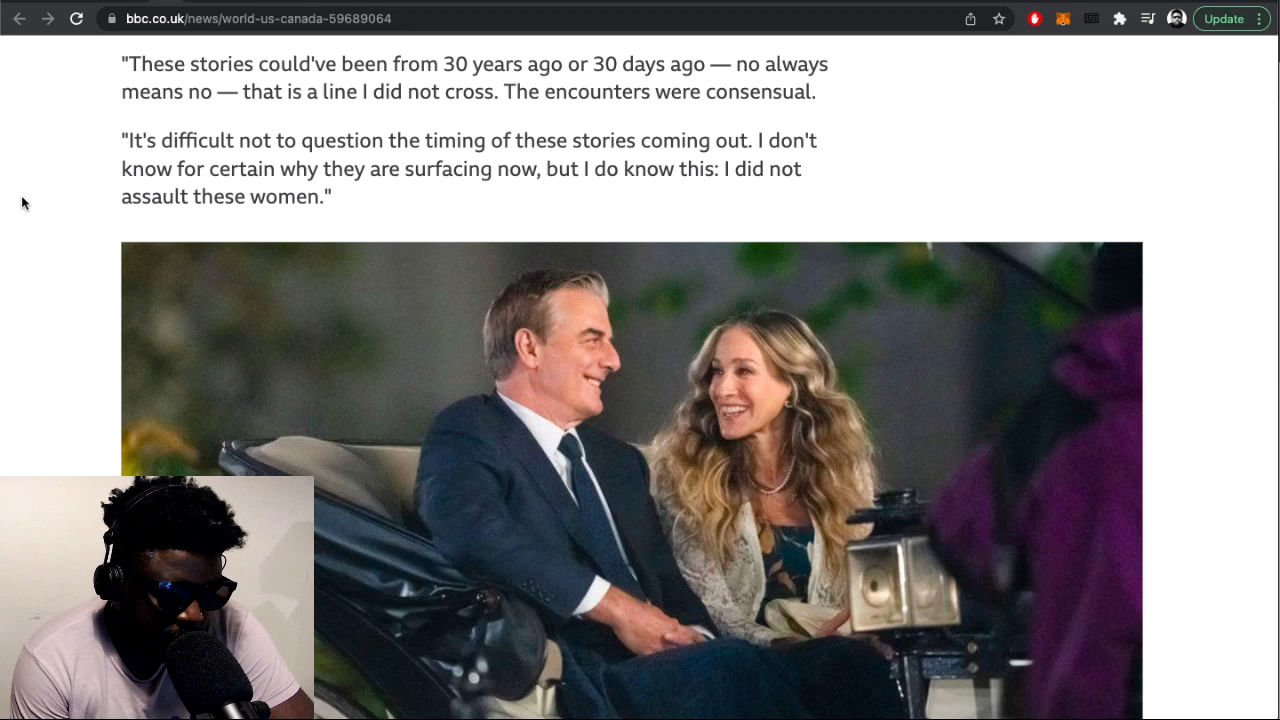 bbc.co.uk/news/world-us-canada-59689064
Update
"These stories could've been from 30 years ago or 30 days ago — no always
means no — that is a line I did not cross. The encounters were consensual.
"It's difficult not to question the timing of these stories coming out. I don't
know for certain why they are surfacing now, but I do know this: I did not
assault these women."